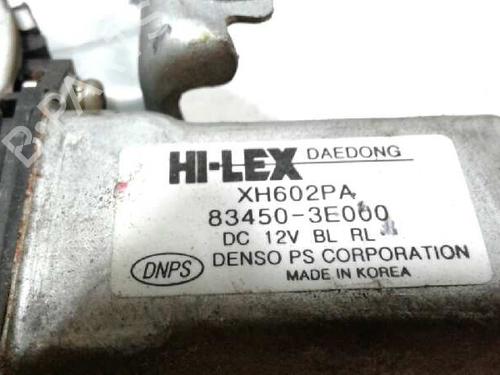 HI-LEX DAEDONG
XH602PA
83450-3E000
DC 12V BL RL
DNPS DENSO PS CORPORATION
MADE IN KOREA